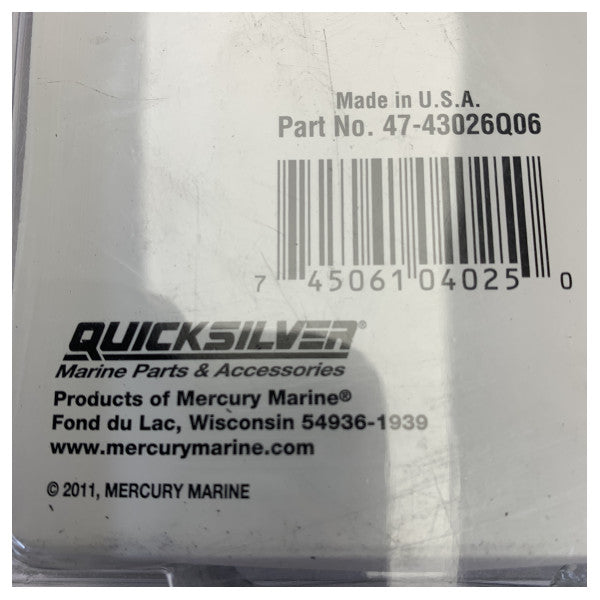 Made in U.S.A.
Part No. 47-43026Q06
7 45061 04025 0
QUICKSILVER®
Marine Parts & Accessories
Products of Mercury Marine®
Fond du Lac, Wisconsin 54936-1939
www.mercurymarine.com
© 2011, MERCURY MARINE